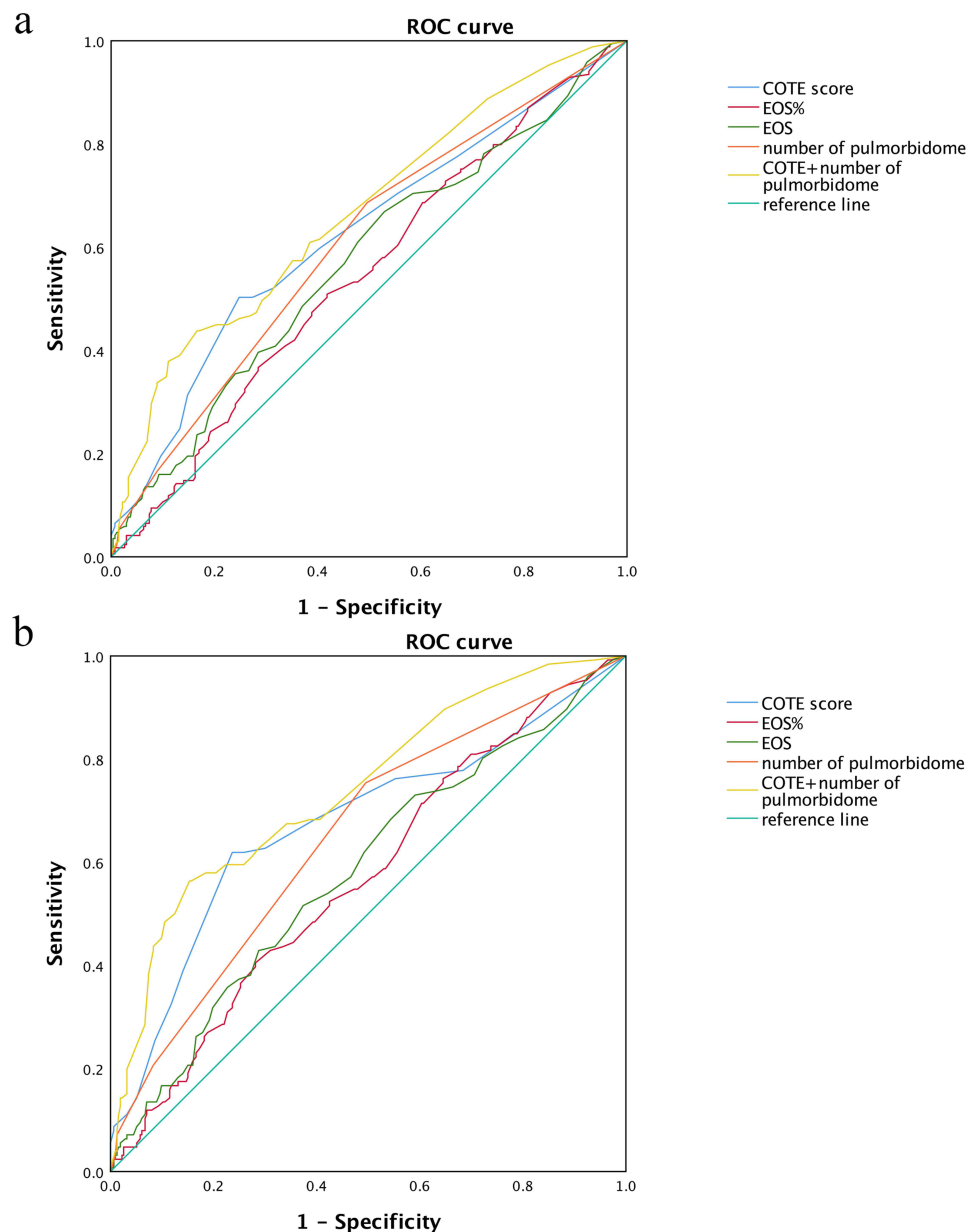 a
ROC curve
1.0
0.8
0.6
0.4
0.2
0.0
Sensitivity
0.0 0.2 0.4 0.6 0.8 1.0
1 – Specificity
COTE score
EOS%
EOS
number of pulmorbidome
COTE+number of
pulmorbidome
reference line
b
ROC curve
1.0
0.8
0.6
0.4
0.2
0.0
Sensitivity
0.0 0.2 0.4 0.6 0.8 1.0
1 – Specificity
COTE score
EOS%
EOS
number of pulmorbidome
COTE+number of
pulmorbidome
reference line